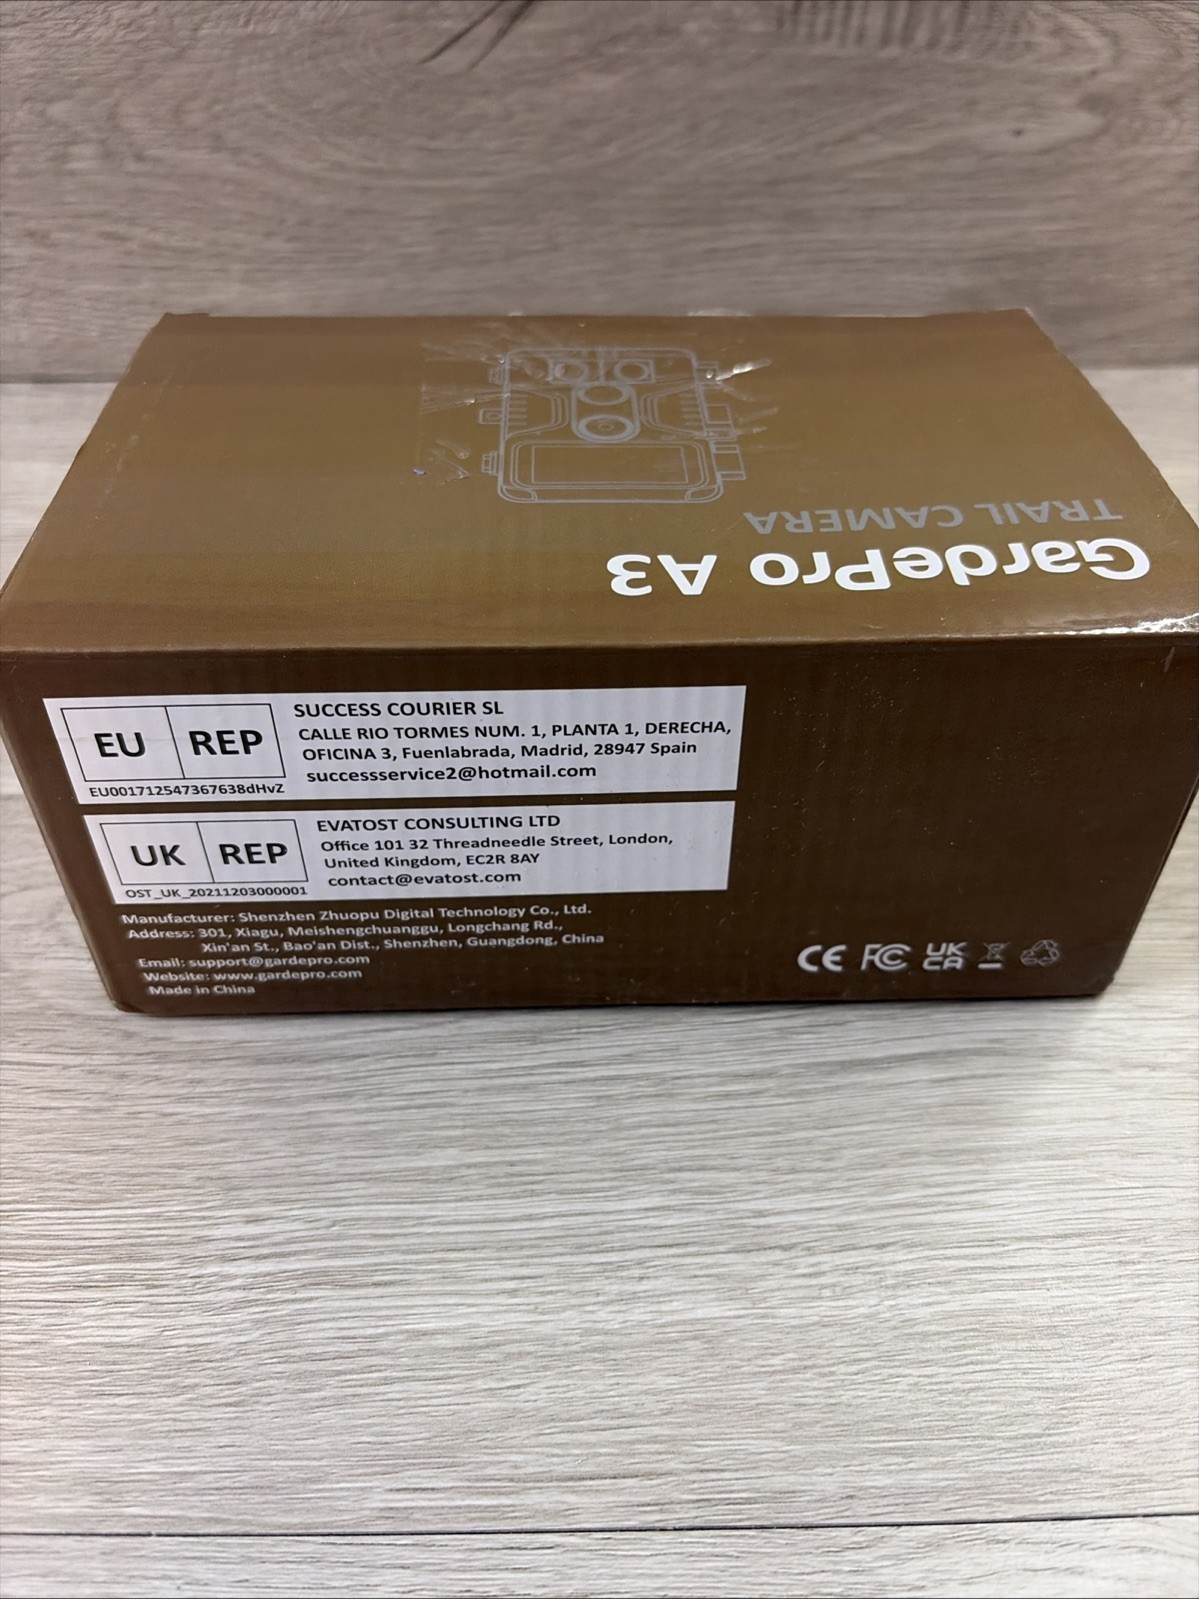 TRAIL CAMERA
GardePro A3
EU REP
EU001712547367638dHvZ
SUCCESS COURIER SL
CALLE RIO TORMES NUM. 1, PLANTA 1, DERECHA,
OFICINA 3, Fuenlabrada, Madrid, 28947 Spain
successservice2@hotmail.com
UK REP
OST_UK_20211203000001
EVATOST CONSULTING LTD
Office 101 32 Threadneedle Street, London,
United Kingdom, EC2R 8AY
contact@evatost.com
Manufacturer: Shenzhen Zhuopu Digital Technology Co., Ltd.
Address: 301, Xiagu, Meishengchuanggu, Longchang Rd.,
Xin'an St., Bao'an Dist., Shenzhen, Guangdong, China
Email: support@gardepro.com
Website: www.gardepro.com
Made in China
CE FC UK CA